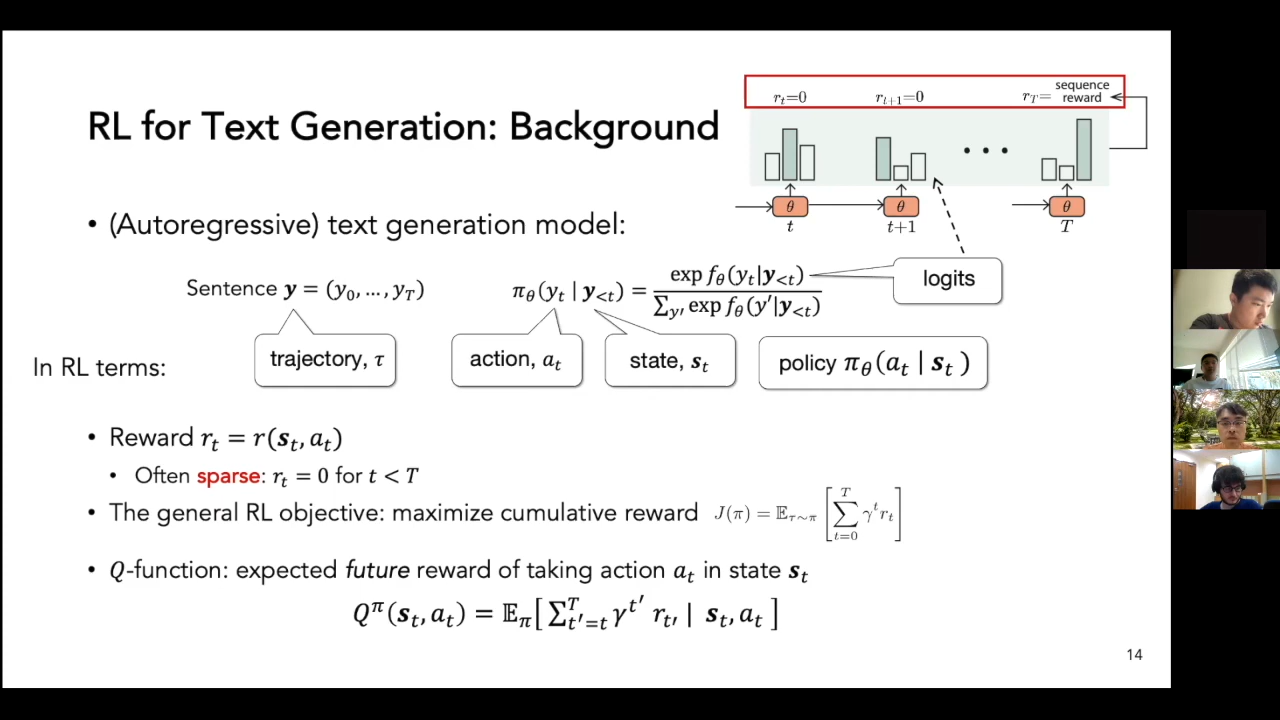 RL for Text Generation: Background
r_t=0
r_{t+1}=0
r_T= sequence reward
θ
θ
θ
t
t+1
T
• (Autoregressive) text generation model:
Sentence 𝒚 = (y_0, …, y_T)
π_θ(y_t | 𝒚_{<t}) = exp f_θ(y_t|𝒚_{<t}) / ∑_{y′} exp f_θ(y′|𝒚_{<t})
logits
In RL terms:
trajectory, τ
action, a_t
state, 𝒔_t
policy π_θ(a_t | 𝒔_t )
• Reward r_t = r(𝒔_t, a_t)
• Often sparse: r_t = 0 for t < T
• The general RL objective: maximize cumulative reward J(π) = 𝔼_{τ∼π} [∑_{t=0}^{T} γ^t r_t]
• Q-function: expected future reward of taking action a_t in state 𝒔_t
Q^π(𝒔_t, a_t) = 𝔼_π[ ∑_{t′=t}^{T} γ^{t′} r_{t′} | 𝒔_t, a_t ]
14